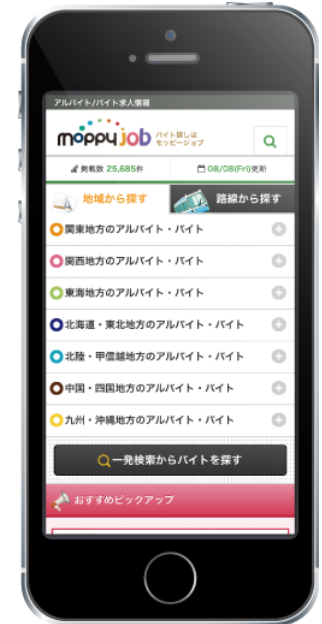 アルバイト/バイト求人情報
moppy job バイト探しは
モッピージョブ
掲載数 25,685件 08/08(Fri)更新
地域から探す 路線から探す
関東地方のアルバイト・バイト
関西地方のアルバイト・バイト
東海地方のアルバイト・バイト
北海道・東北地方のアルバイト・バイト
北陸・甲信越地方のアルバイト・バイト
中国・四国地方のアルバイト・バイト
九州・沖縄地方のアルバイト・バイト
一発検索からバイトを探す
おすすめピックアップ